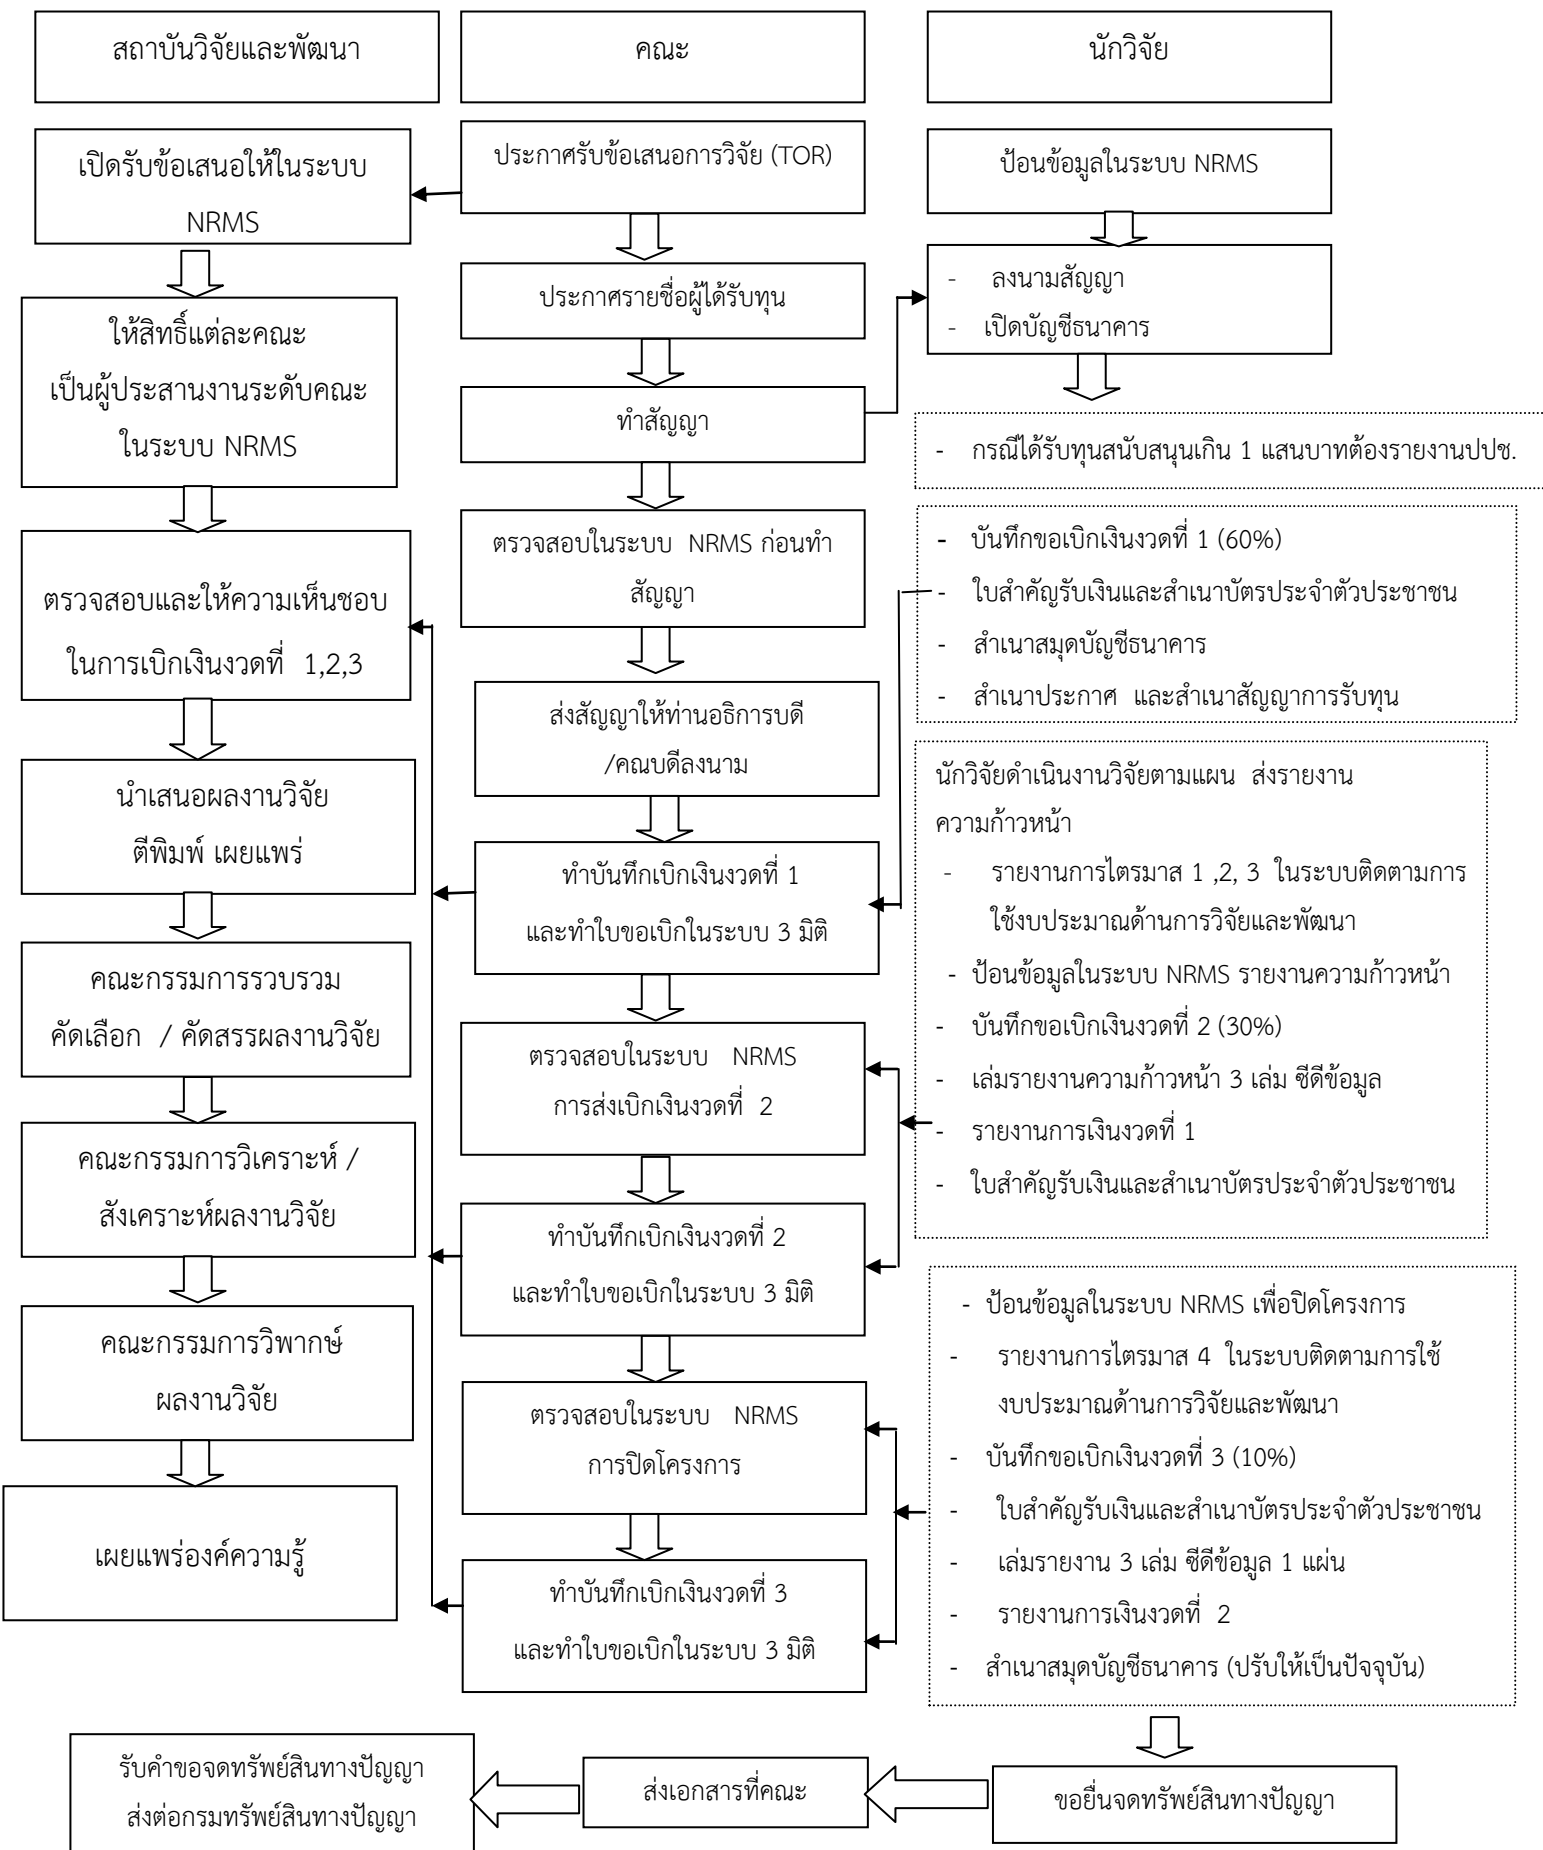 สถาบันวิจัยและพัฒนา
คณะ
นักวิจัย
เปิดรับข้อเสนอให้ในระบบ
NRMS
ให้สิทธิ์แต่ละคณะ
เป็นผู้ประสานงานระดับคณะ
ในระบบ NRMS
ตรวจสอบและให้ความเห็นชอบ
ในการเบิกเงินงวดที่ 1,2,3
นำเสนอผลงานวิจัย
ตีพิมพ์ เผยแพร่
คณะกรรมการรวบรวม
คัดเลือก / คัดสรรผลงานวิจัย
คณะกรรมการวิเคราะห์ /
สังเคราะห์ผลงานวิจัย
คณะกรรมการวิพากษ์
ผลงานวิจัย
เผยแพร่องค์ความรู้
ประกาศรับข้อเสนอการวิจัย (TOR)
ประกาศรายชื่อผู้ได้รับทุน
ทำสัญญา
ตรวจสอบในระบบ NRMS ก่อนทำ
สัญญา
ส่งสัญญาให้ท่านอธิการบดี
/คณบดีลงนาม
ทำบันทึกเบิกเงินงวดที่ 1
และทำใบขอเบิกในระบบ 3 มิติ
ตรวจสอบในระบบ NRMS
การส่งเบิกเงินงวดที่ 2
ทำบันทึกเบิกเงินงวดที่ 2
และทำใบขอเบิกในระบบ 3 มิติ
ตรวจสอบในระบบ NRMS
การปิดโครงการ
ทำบันทึกเบิกเงินงวดที่ 3
และทำใบขอเบิกในระบบ 3 มิติ
ป้อนข้อมูลในระบบ NRMS
- ลงนามสัญญา
- เปิดบัญชีธนาคาร
- กรณีได้รับทุนสนับสนุนเกิน 1 แสนบาทต้องรายงานปปช.
- บันทึกขอเบิกเงินงวดที่ 1 (60%)
- ใบสำคัญรับเงินและสำเนาบัตรประจำตัวประชาชน
- สำเนาสมุดบัญชีธนาคาร
- สำเนาประกาศ และสำเนาสัญญาการรับทุน
นักวิจัยดำเนินงานวิจัยตามแผน ส่งรายงาน
ความก้าวหน้า
- รายงานการไตรมาส 1 ,2, 3 ในระบบติดตามการ
ใช้งบประมาณด้านการวิจัยและพัฒนา
- ป้อนข้อมูลในระบบ NRMS รายงานความก้าวหน้า
- บันทึกขอเบิกเงินงวดที่ 2 (30%)
- เล่มรายงานความก้าวหน้า 3 เล่ม ซีดีข้อมูล
- รายงานการเงินงวดที่ 1
- ใบสำคัญรับเงินและสำเนาบัตรประจำตัวประชาชน
- ป้อนข้อมูลในระบบ NRMS เพื่อปิดโครงการ
- รายงานการไตรมาส 4 ในระบบติดตามการใช้
งบประมาณด้านการวิจัยและพัฒนา
- บันทึกขอเบิกเงินงวดที่ 3 (10%)
- ใบสำคัญรับเงินและสำเนาบัตรประจำตัวประชาชน
- เล่มรายงาน 3 เล่ม ซีดีข้อมูล 1 แผ่น
- รายงานการเงินงวดที่ 2
- สำเนาสมุดบัญชีธนาคาร (ปรับให้เป็นปัจจุบัน)
ขอยื่นจดทรัพย์สินทางปัญญา
ส่งเอกสารที่คณะ
รับคำขอจดทรัพย์สินทางปัญญา
ส่งต่อกรมทรัพย์สินทางปัญญา